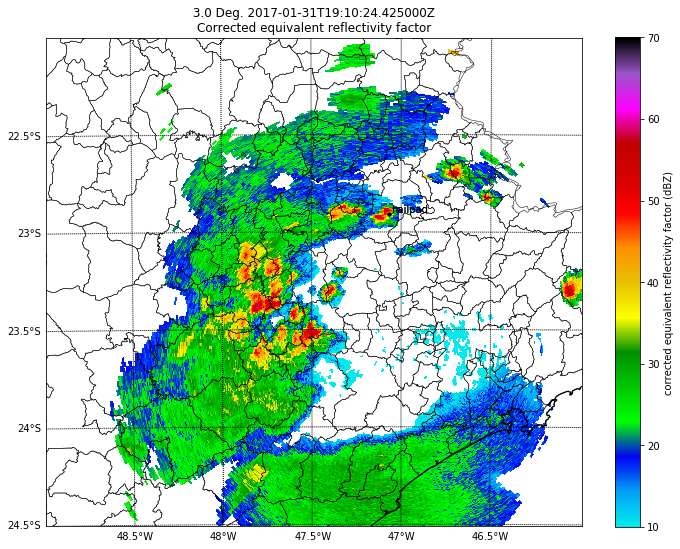 3.0 Deg. 2017-01-31T19:10:24.425000Z
Corrected equivalent reflectivity factor
70
60
50
40
30
20
10
corrected equivalent reflectivity factor (dBZ)
22.5°S
23°S
23.5°S
24°S
24.5°S
48.5°W
48°W
47.5°W
47°W
46.5°W